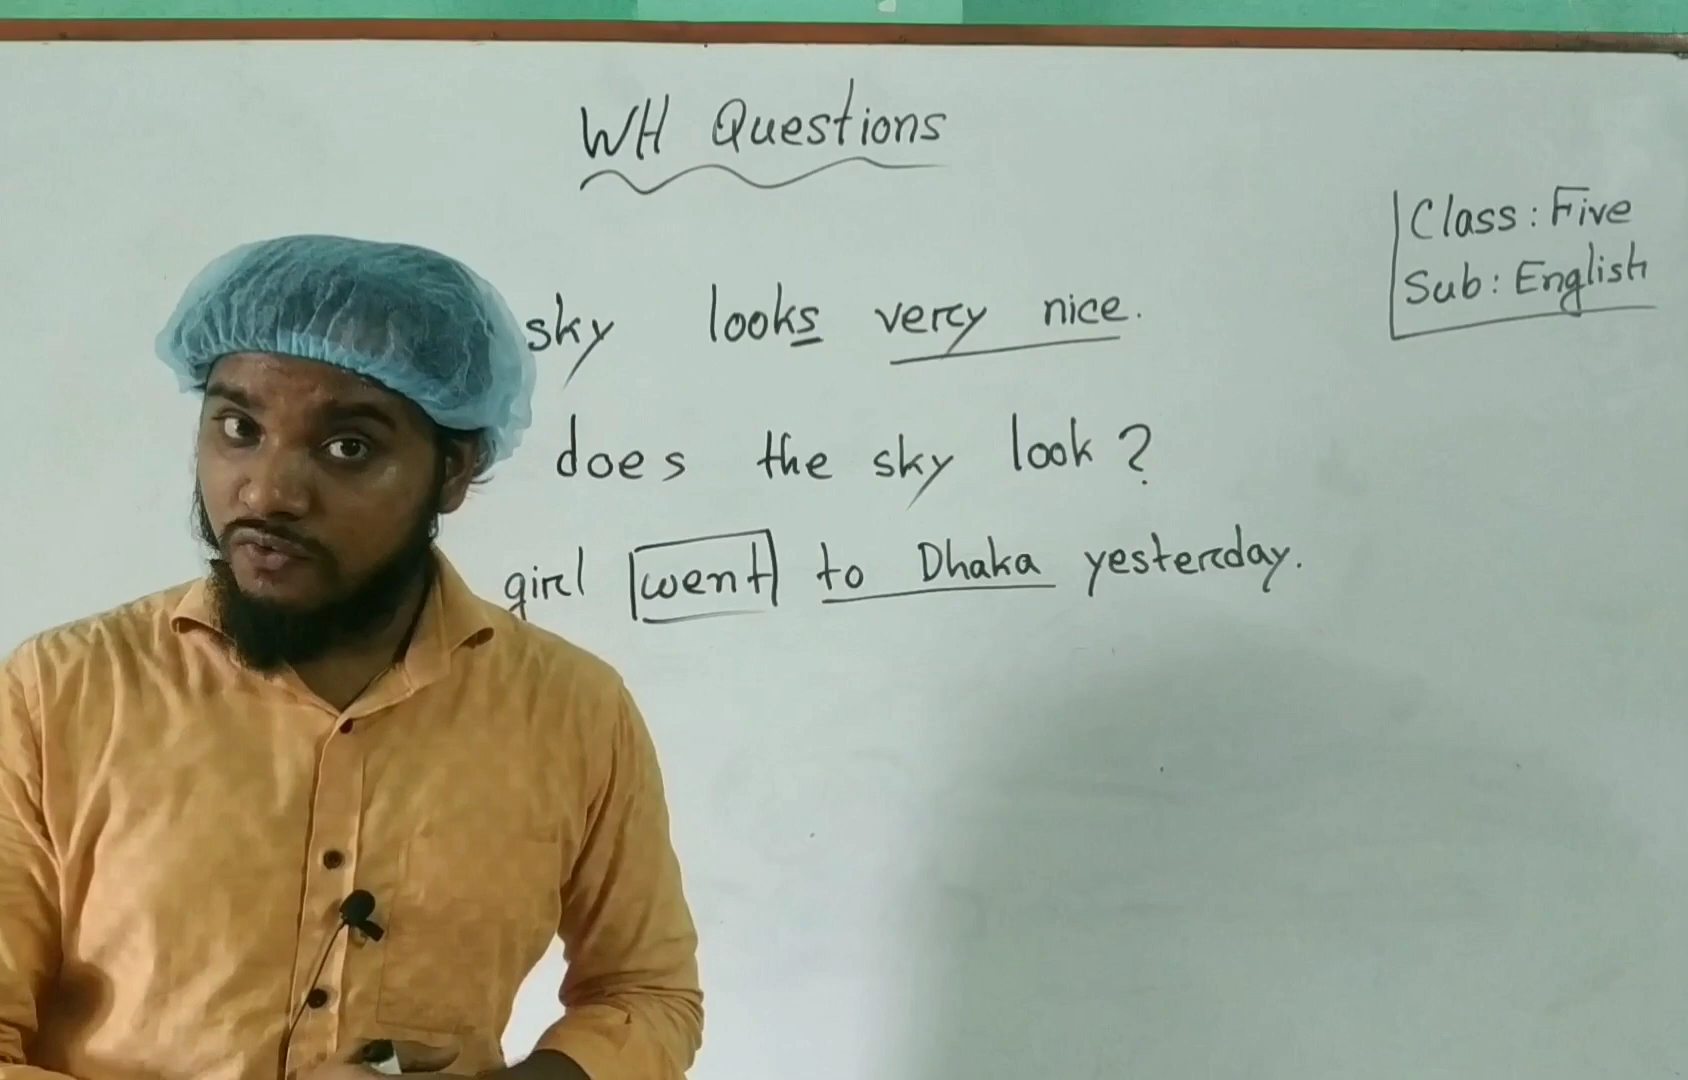 WH Questions
Class: Five
Sub: English
sky looks very nice.
does the sky look?
girl went to Dhaka yesterday.